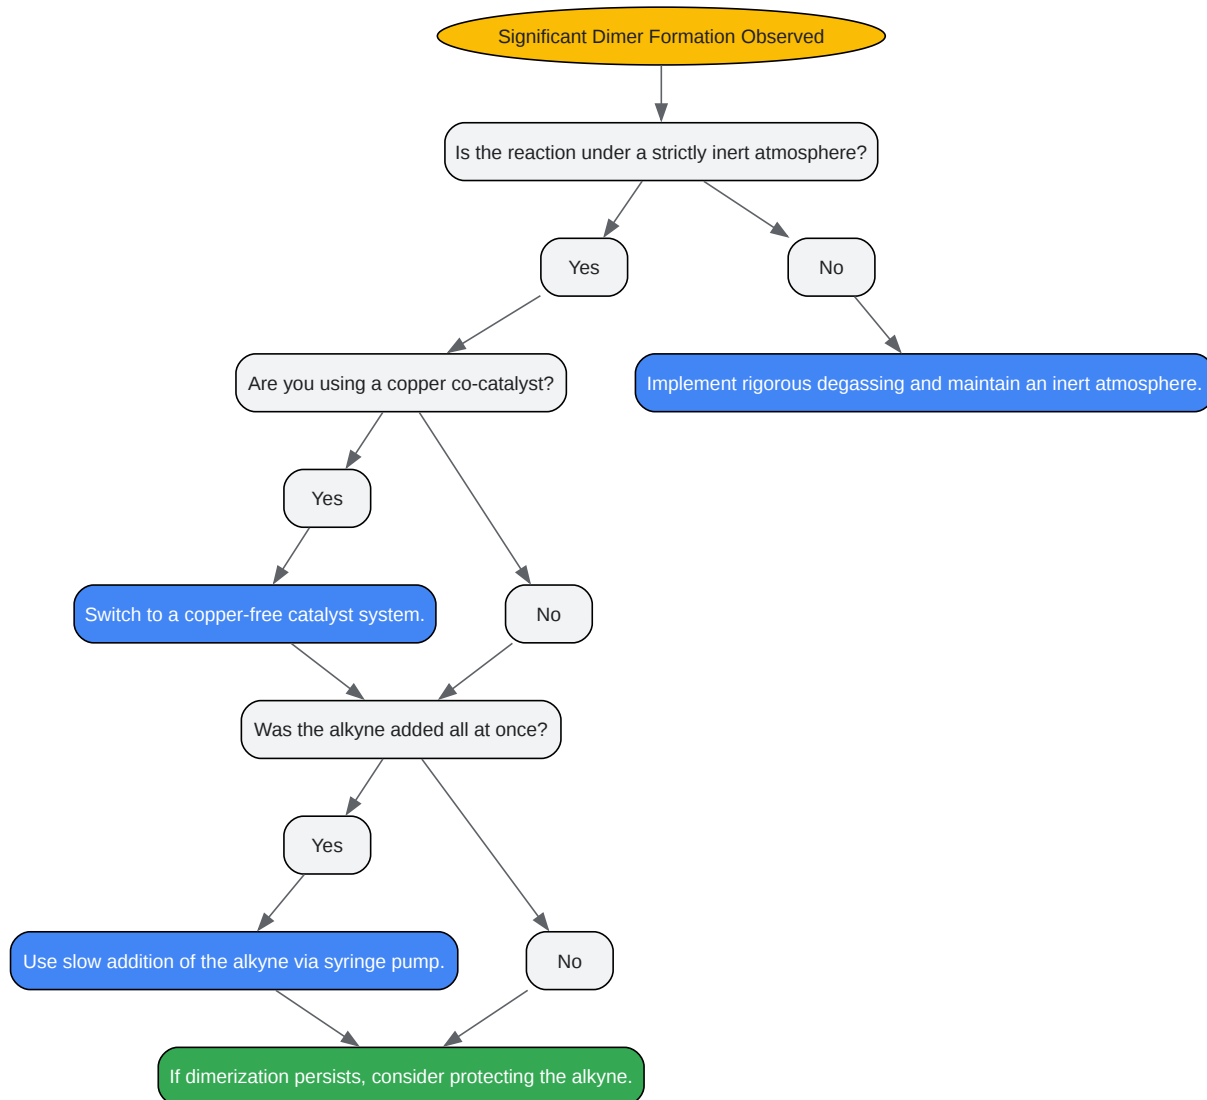 Significant Dimer Formation Observed
Is the reaction under a strictly inert atmosphere?
Yes
No
Are you using a copper co-catalyst?
Implement rigorous degassing and maintain an inert atmosphere.
Yes
Switch to a copper-free catalyst system.
No
Was the alkyne added all at once?
Yes
Use slow addition of the alkyne via syringe pump.
No
If dimerization persists, consider protecting the alkyne.